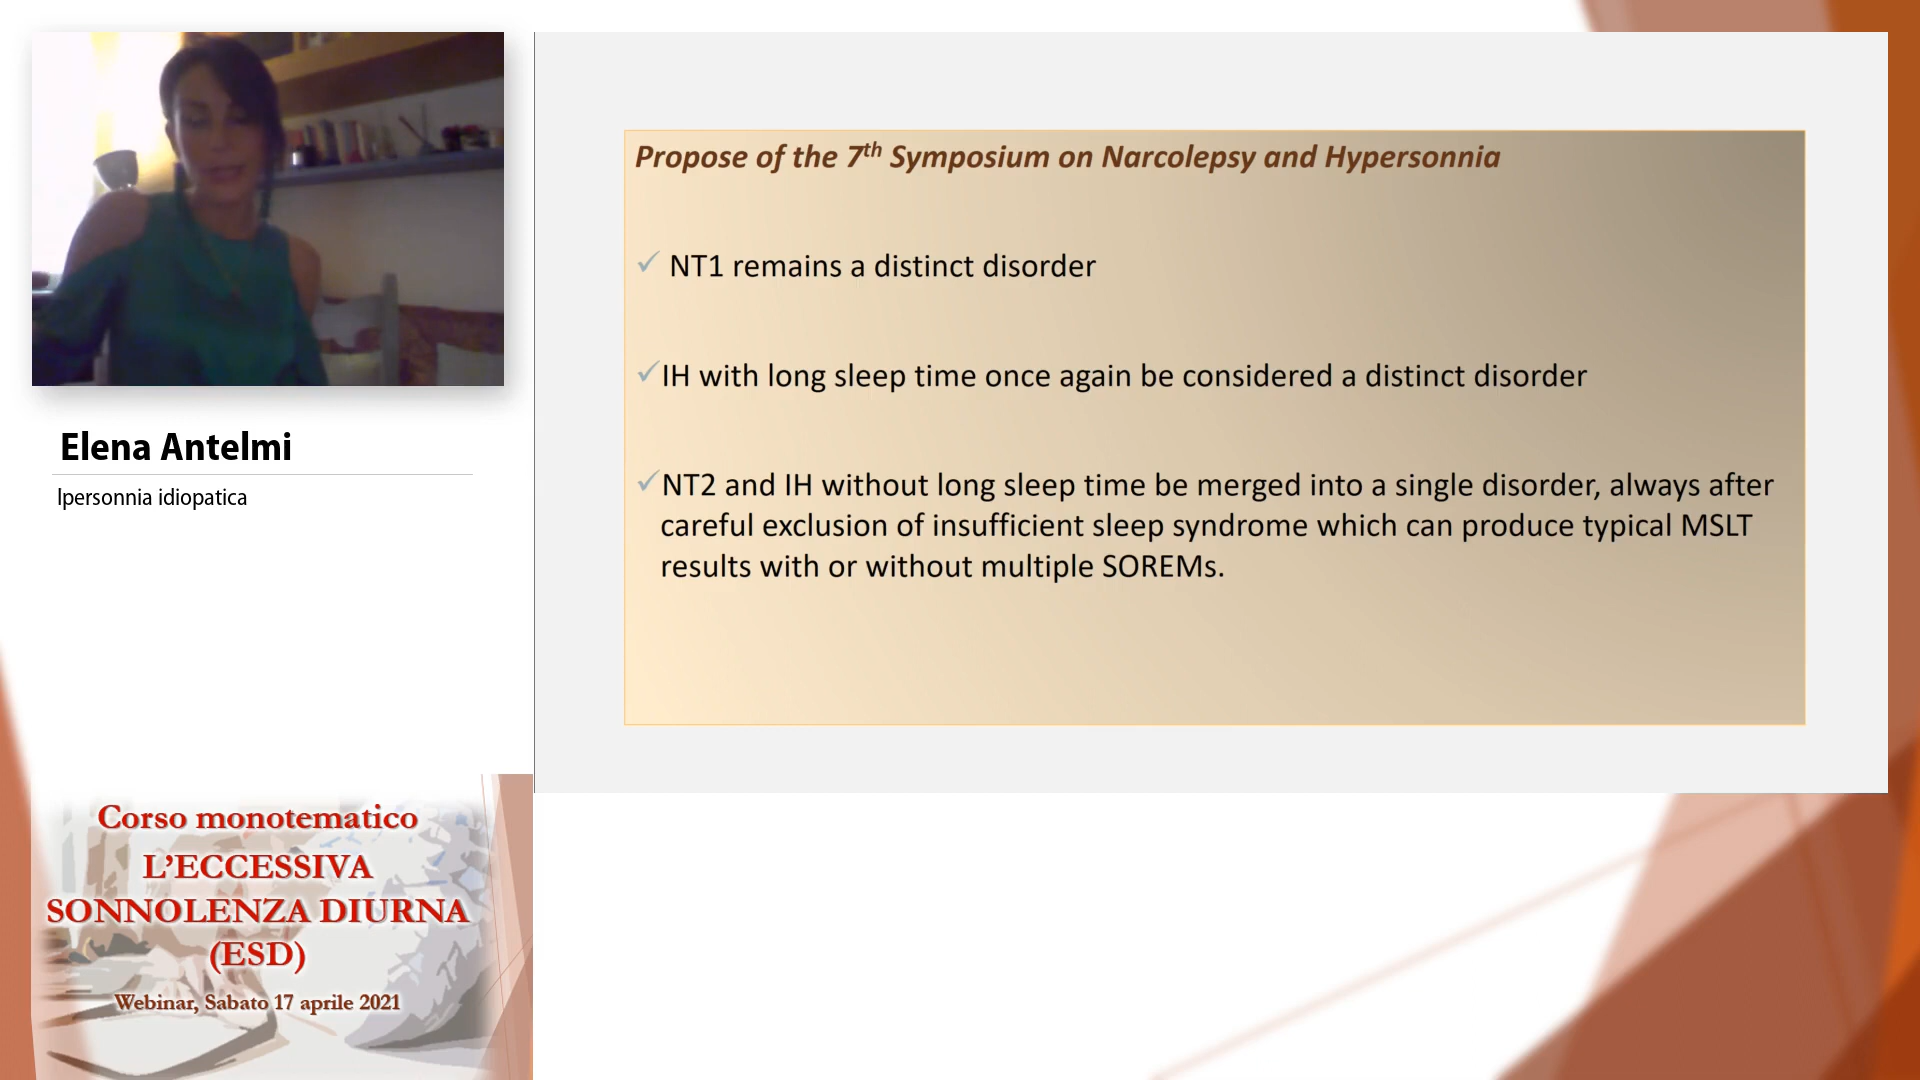 Elena Antelmi
Ipersonnia idiopatica
Propose of the 7th Symposium on Narcolepsy and Hypersonnia
✓ NT1 remains a distinct disorder
✓ IH with long sleep time once again be considered a distinct disorder
✓ NT2 and IH without long sleep time be merged into a single disorder, always after
careful exclusion of insufficient sleep syndrome which can produce typical MSLT
results with or without multiple SOREMs.
Corso monotematico
L’ECCESSIVA
SONNOLENZA DIURNA
(ESD)
Webinar, Sabato 17 aprile 2021